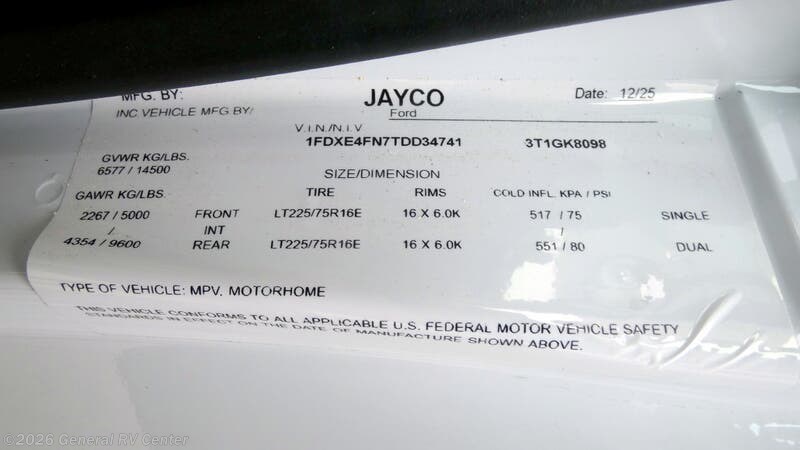 MFG. BY: JAYCO Date: 12/25
INC VEHICLE MFG BY/ Ford
V.I.N./N.I.V
1FDXE4FN7TDD34741 3T1GK8098
GVWR KG/LBS.
6577 / 14500
SIZE/DIMENSION
GAWR KG/LBS. TIRE RIMS COLD INFL. KPA / PSI
2267 / 5000 FRONT LT225/75R16E 16 X 6.0K 517 / 75 SINGLE
/ INT /
4354 / 9600 REAR LT225/75R16E 16 X 6.0K 551 / 80 DUAL
TYPE OF VEHICLE: MPV. MOTORHOME
THIS VEHICLE CONFORMS TO ALL APPLICABLE U.S. FEDERAL MOTOR VEHICLE SAFETY
STANDARDS IN EFFECT ON THE DATE OF MANUFACTURE SHOWN ABOVE.
©2026 General RV Center